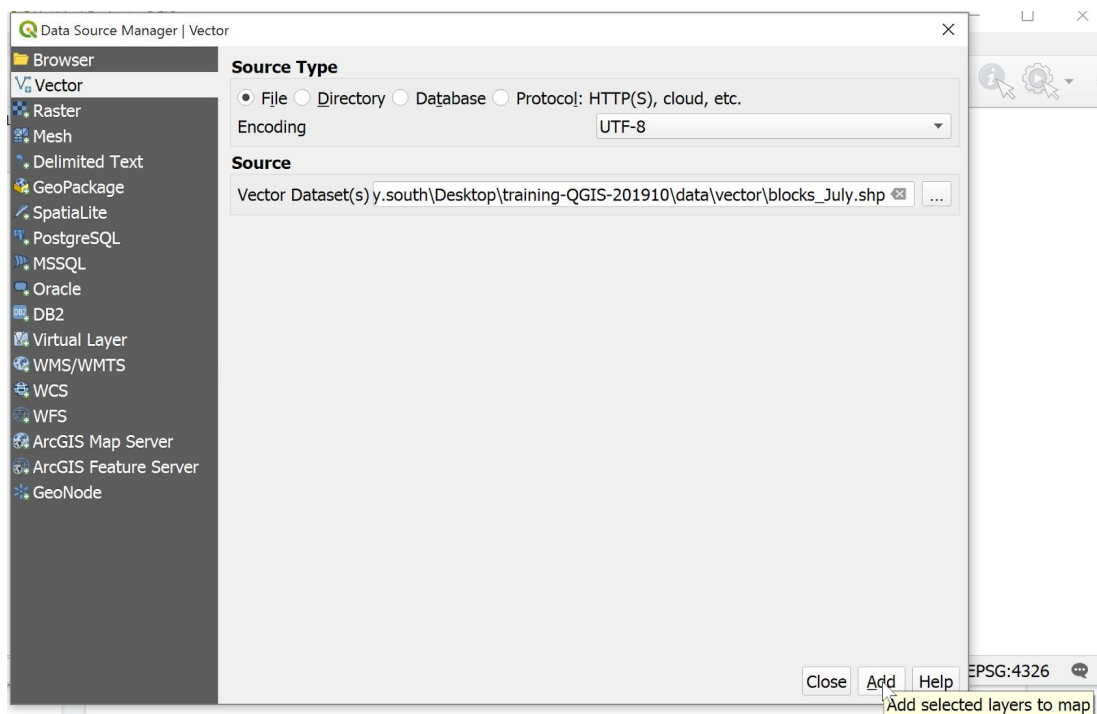 Data Source Manager | Vector
Browser
Vector
Raster
Mesh
Delimited Text
GeoPackage
SpatiaLite
PostgreSQL
MSSQL
Oracle
DB2
Virtual Layer
WMS/WMTS
WCS
WFS
ArcGIS Map Server
ArcGIS Feature Server
GeoNode
Source Type
File Directory Database Protocol: HTTP(S), cloud, etc.
Encoding UTF-8
Source
Vector Dataset(s) y.south\Desktop\training-QGIS-201910\data\vector\blocks_July.shp ...
Close Add Help
EPSG:4326
Add selected layers to map